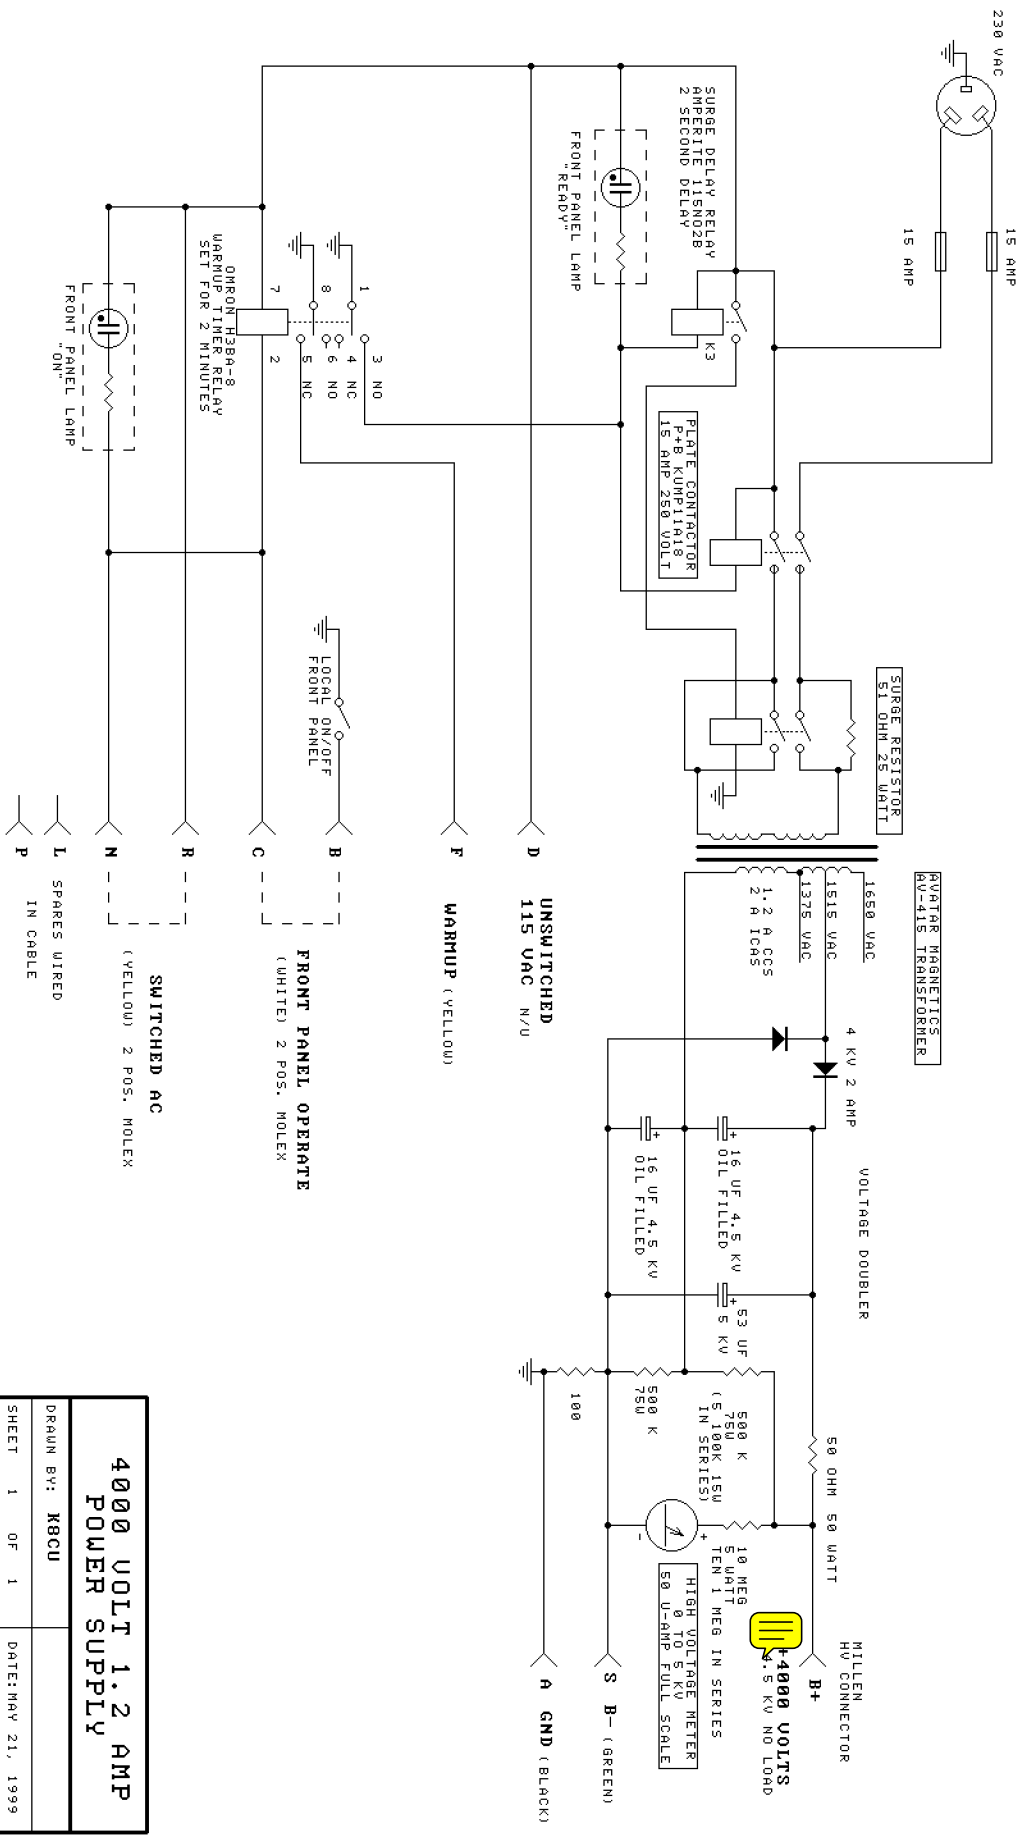 230 VAC
15 AMP
15 AMP
SURGE DELAY RELAY
AMPERITE 115NO2B
2 SECOND DELAY
K3
FRONT PANEL LAMP
"READY"
PLATE CONTACTOR
P+B KUMP11A18
15 AMP 250 VOLT
SURGE RESISTOR
51 OHM 25 WATT
AVATAR MAGNETICS
AV-415 TRANSFORMER
1650 VAC
1515 VAC
1375 VAC
1.2 A CCS
2 A ICAS
4 KV 2 AMP
VOLTAGE DOUBLER
+
16 UF 4.5 KV
OIL FILLED
+
16 UF 4.5 KV
OIL FILLED
+
53 UF
5 KV
50 OHM 50 WATT
500 K
75W
(5 100K 15W
IN SERIES)
500 K
75W
100
10 MEG
5 WATT
TEN 1 MEG IN SERIES
+
-
HIGH VOLTAGE METER
0 TO 5 KV
50 U-AMP FULL SCALE
MILLEN
HV CONNECTOR
B+
+4000 VOLTS
4.5 KV NO LOAD
S B- (GREEN)
A GND (BLACK)
OMRON H3BA-8
WARMUP TIMER RELAY
SET FOR 2 MINUTES
1
8
7
3 NO
4 NC
6 NO
5 NC
2
FRONT PANEL LAMP
"ON"
LOCAL ON/OFF
FRONT PANEL
D
UNSWITCHED
115 VAC N/U
F
WARMUP (YELLOW)
B
C
FRONT PANEL OPERATE
(WHITE) 2 POS. MOLEX
R
N
SWITCHED AC
(YELLOW) 2 POS. MOLEX
L
P
SPARES WIRED
IN CABLE
4000 VOLT 1.2 AMP
POWER SUPPLY
DRAWN BY: K8CU
SHEET 1 OF 1
DATE: MAY 21, 1999